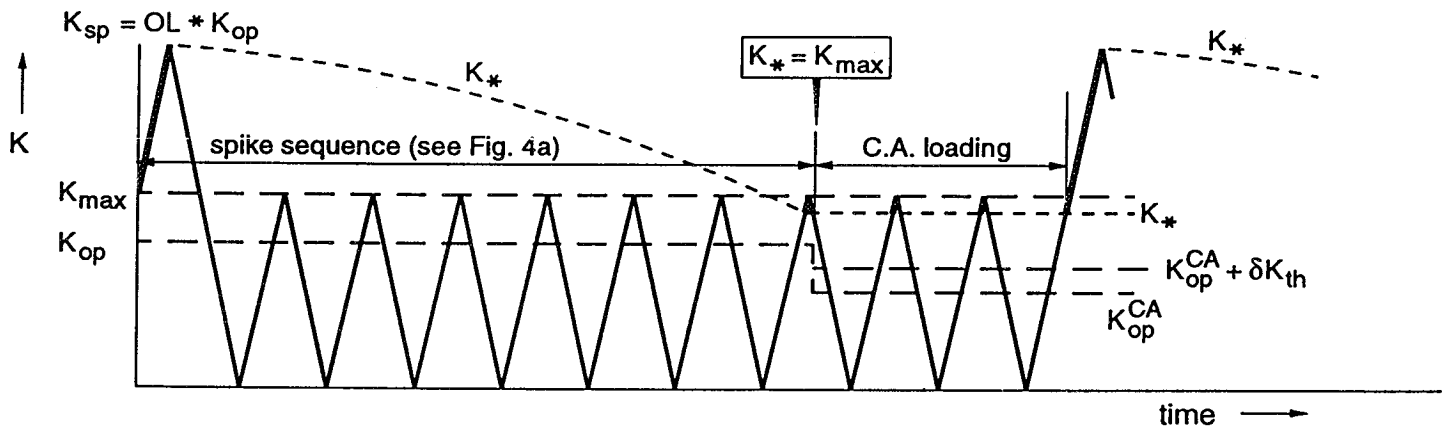 K_sp = OL * K_op
K
K_*
K_* = K_max
K_*
spike sequence (see Fig. 4a)
C.A. loading
K_max
K_*
K_op
K_op^CA + δK_th
K_op^CA
time